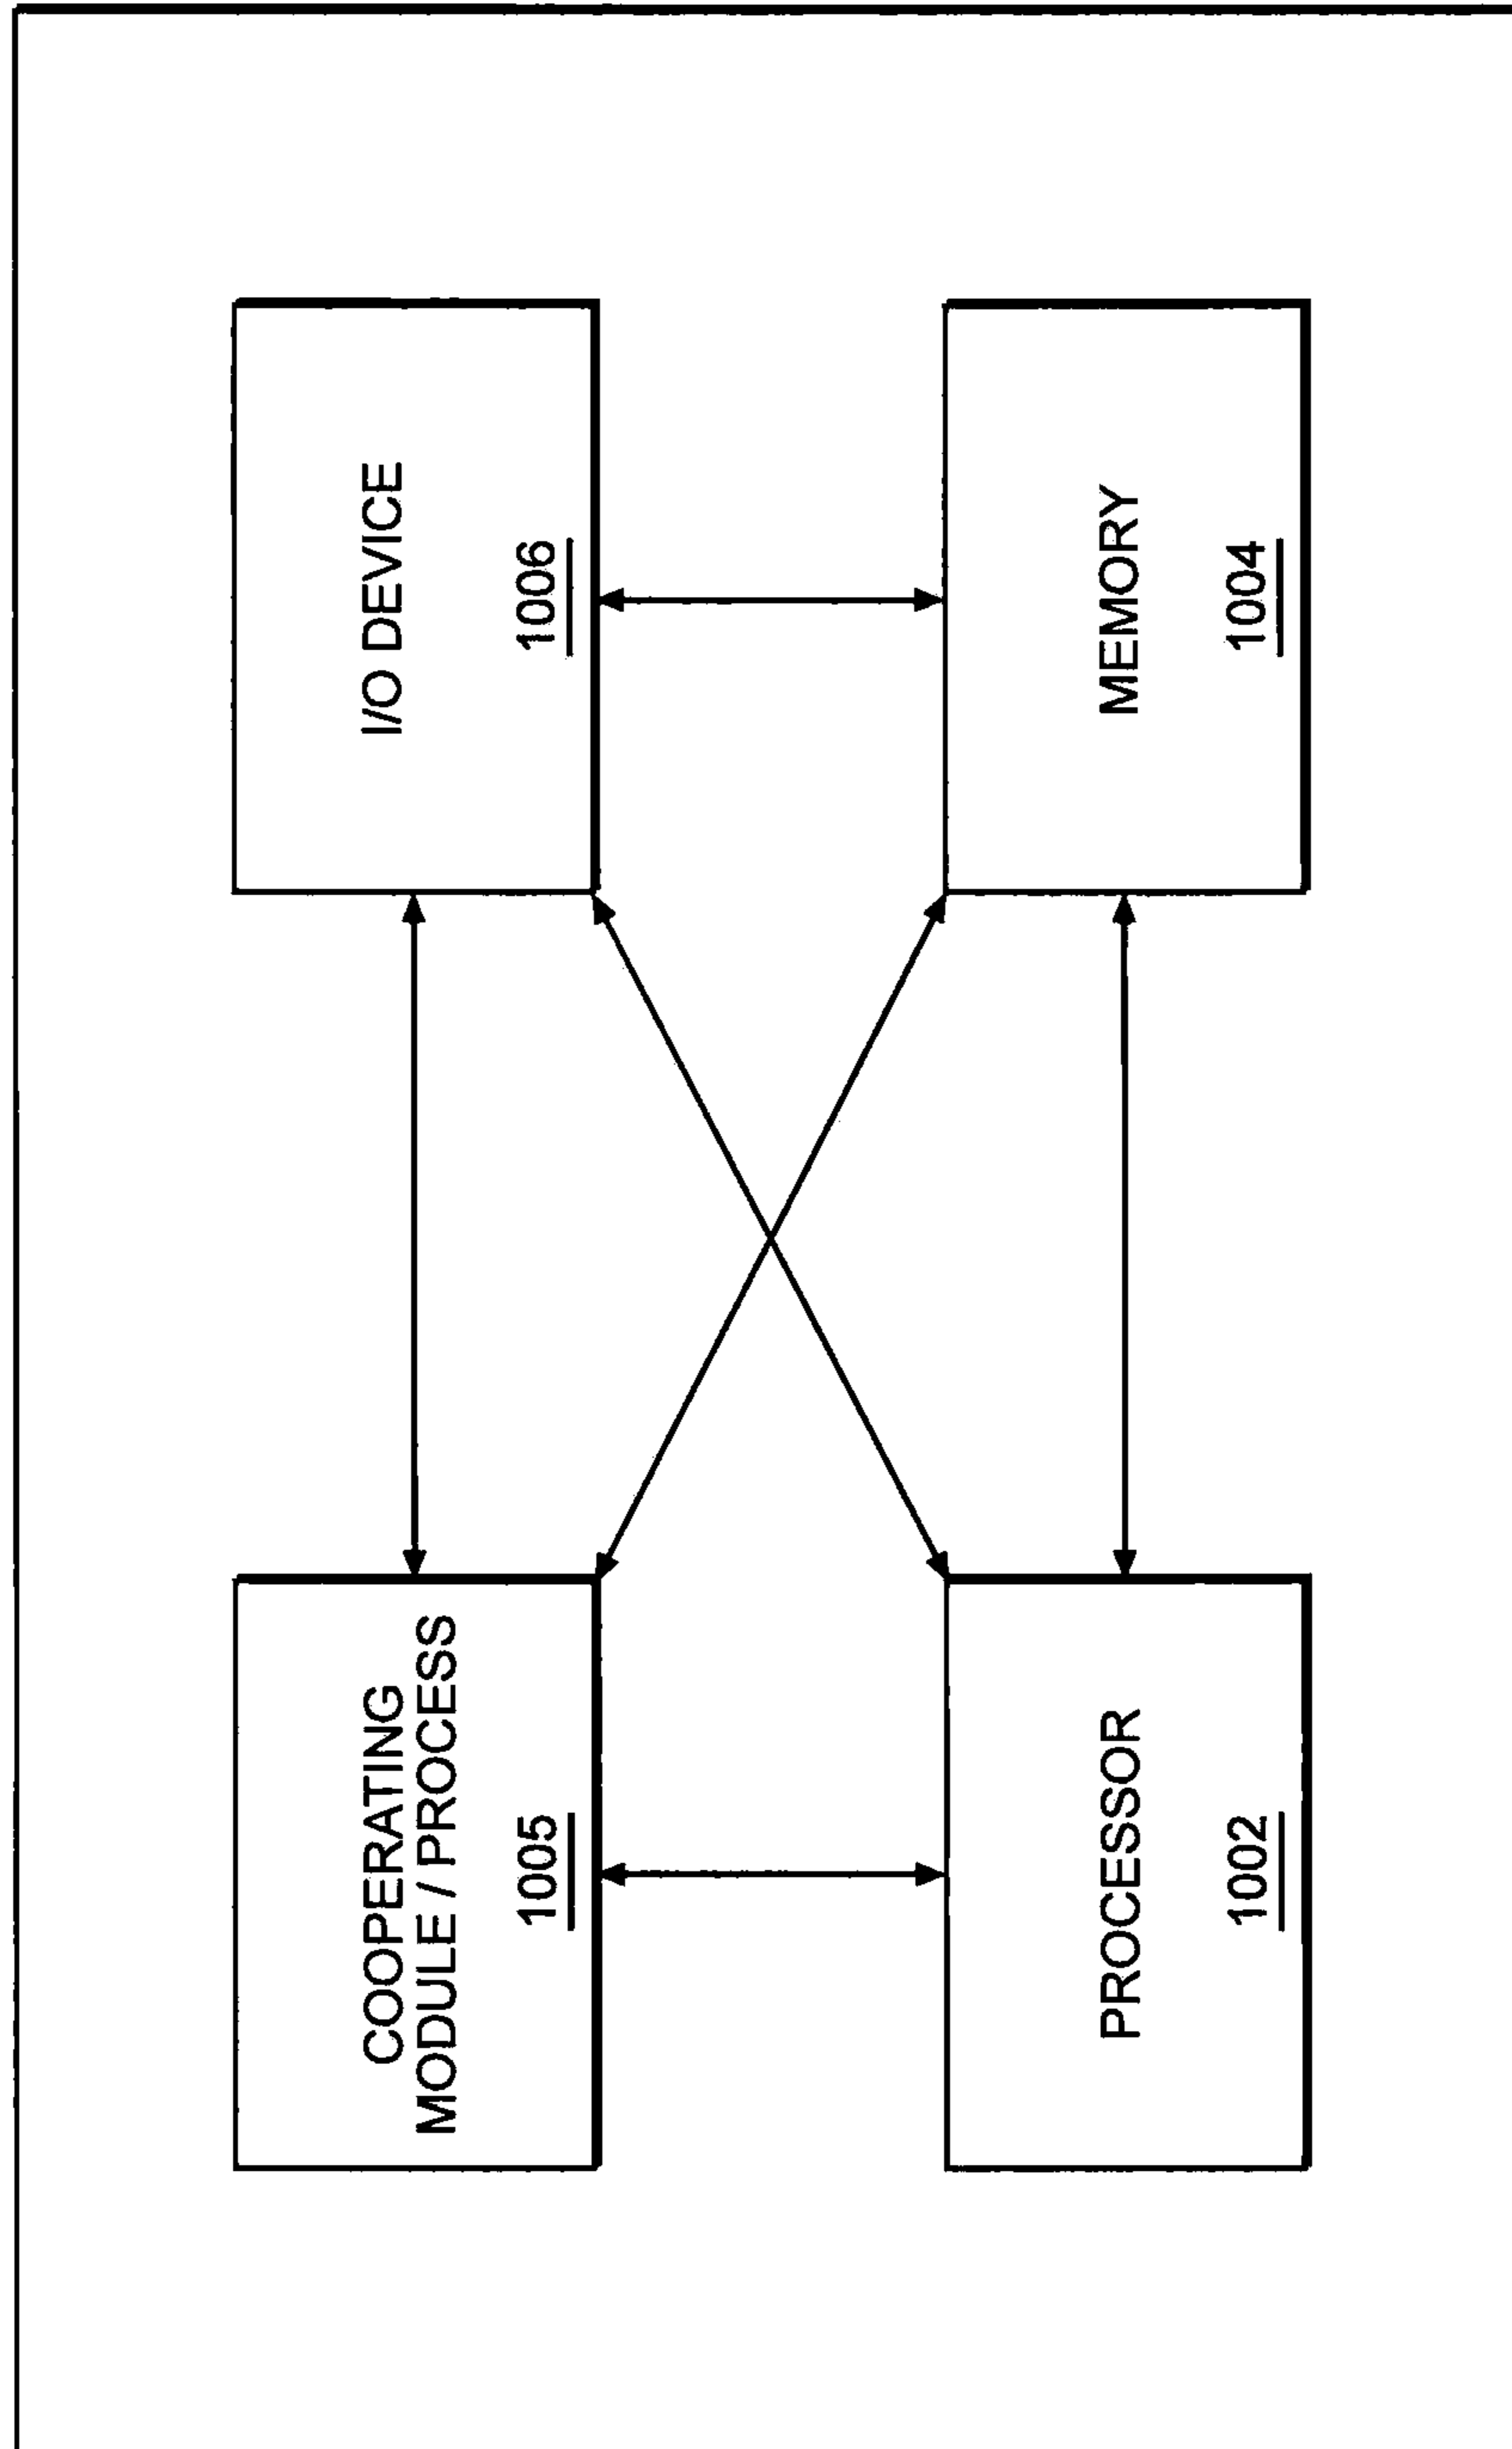 COOPERATING
MODULE / PROCESS
1005
I/O DEVICE
1006
PROCESSOR
1002
MEMORY
1004